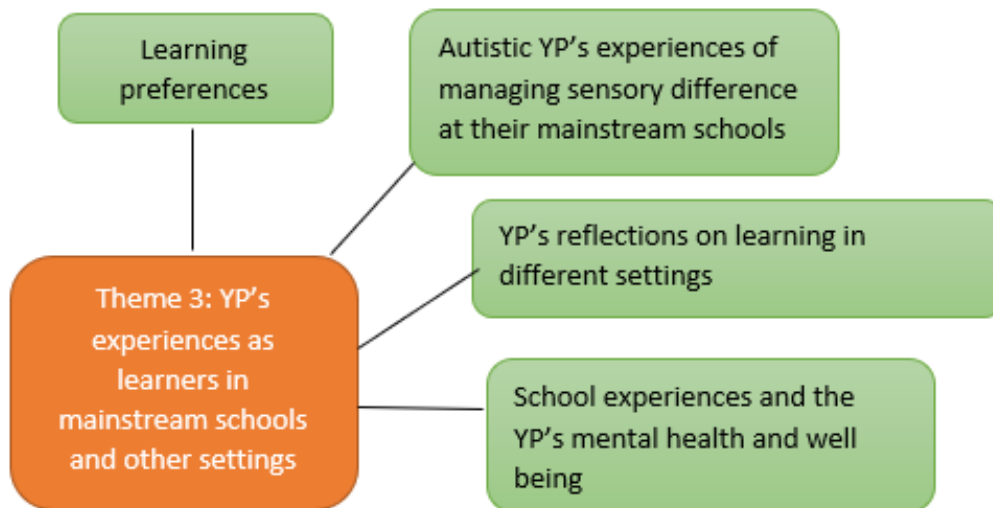 Learning
preferences
Autistic YP’s experiences of
managing sensory difference
at their mainstream schools
YP’s reflections on learning in
different settings
Theme 3: YP’s
experiences as
learners in
mainstream schools
and other settings
School experiences and the
YP’s mental health and well
being